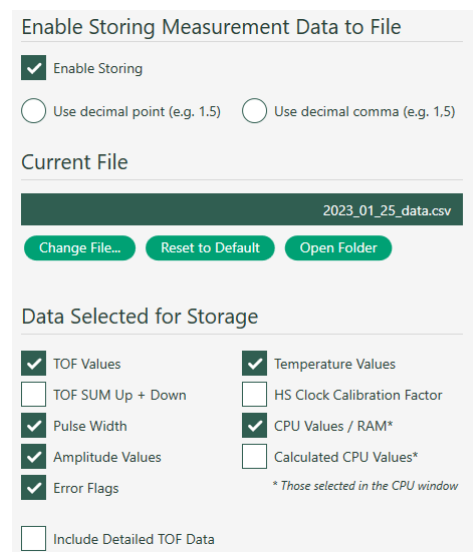 Enable Storing Measurement Data to File
Enable Storing
Use decimal point (e.g. 1.5) Use decimal comma (e.g. 1,5)
Current File
2023_01_25_data.csv
Change File... Reset to Default Open Folder
Data Selected for Storage
TOF Values Temperature Values
TOF SUM Up + Down HS Clock Calibration Factor
Pulse Width CPU Values / RAM*
Amplitude Values Calculated CPU Values*
Error Flags * Those selected in the CPU window
Include Detailed TOF Data